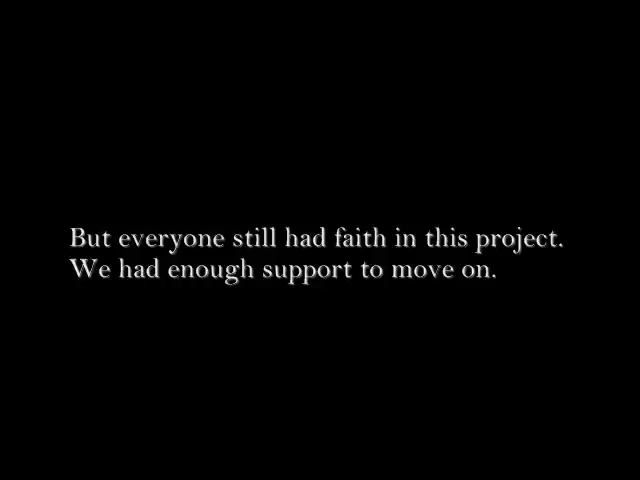 But everyone still had faith in this project.
We had enough support to move on.